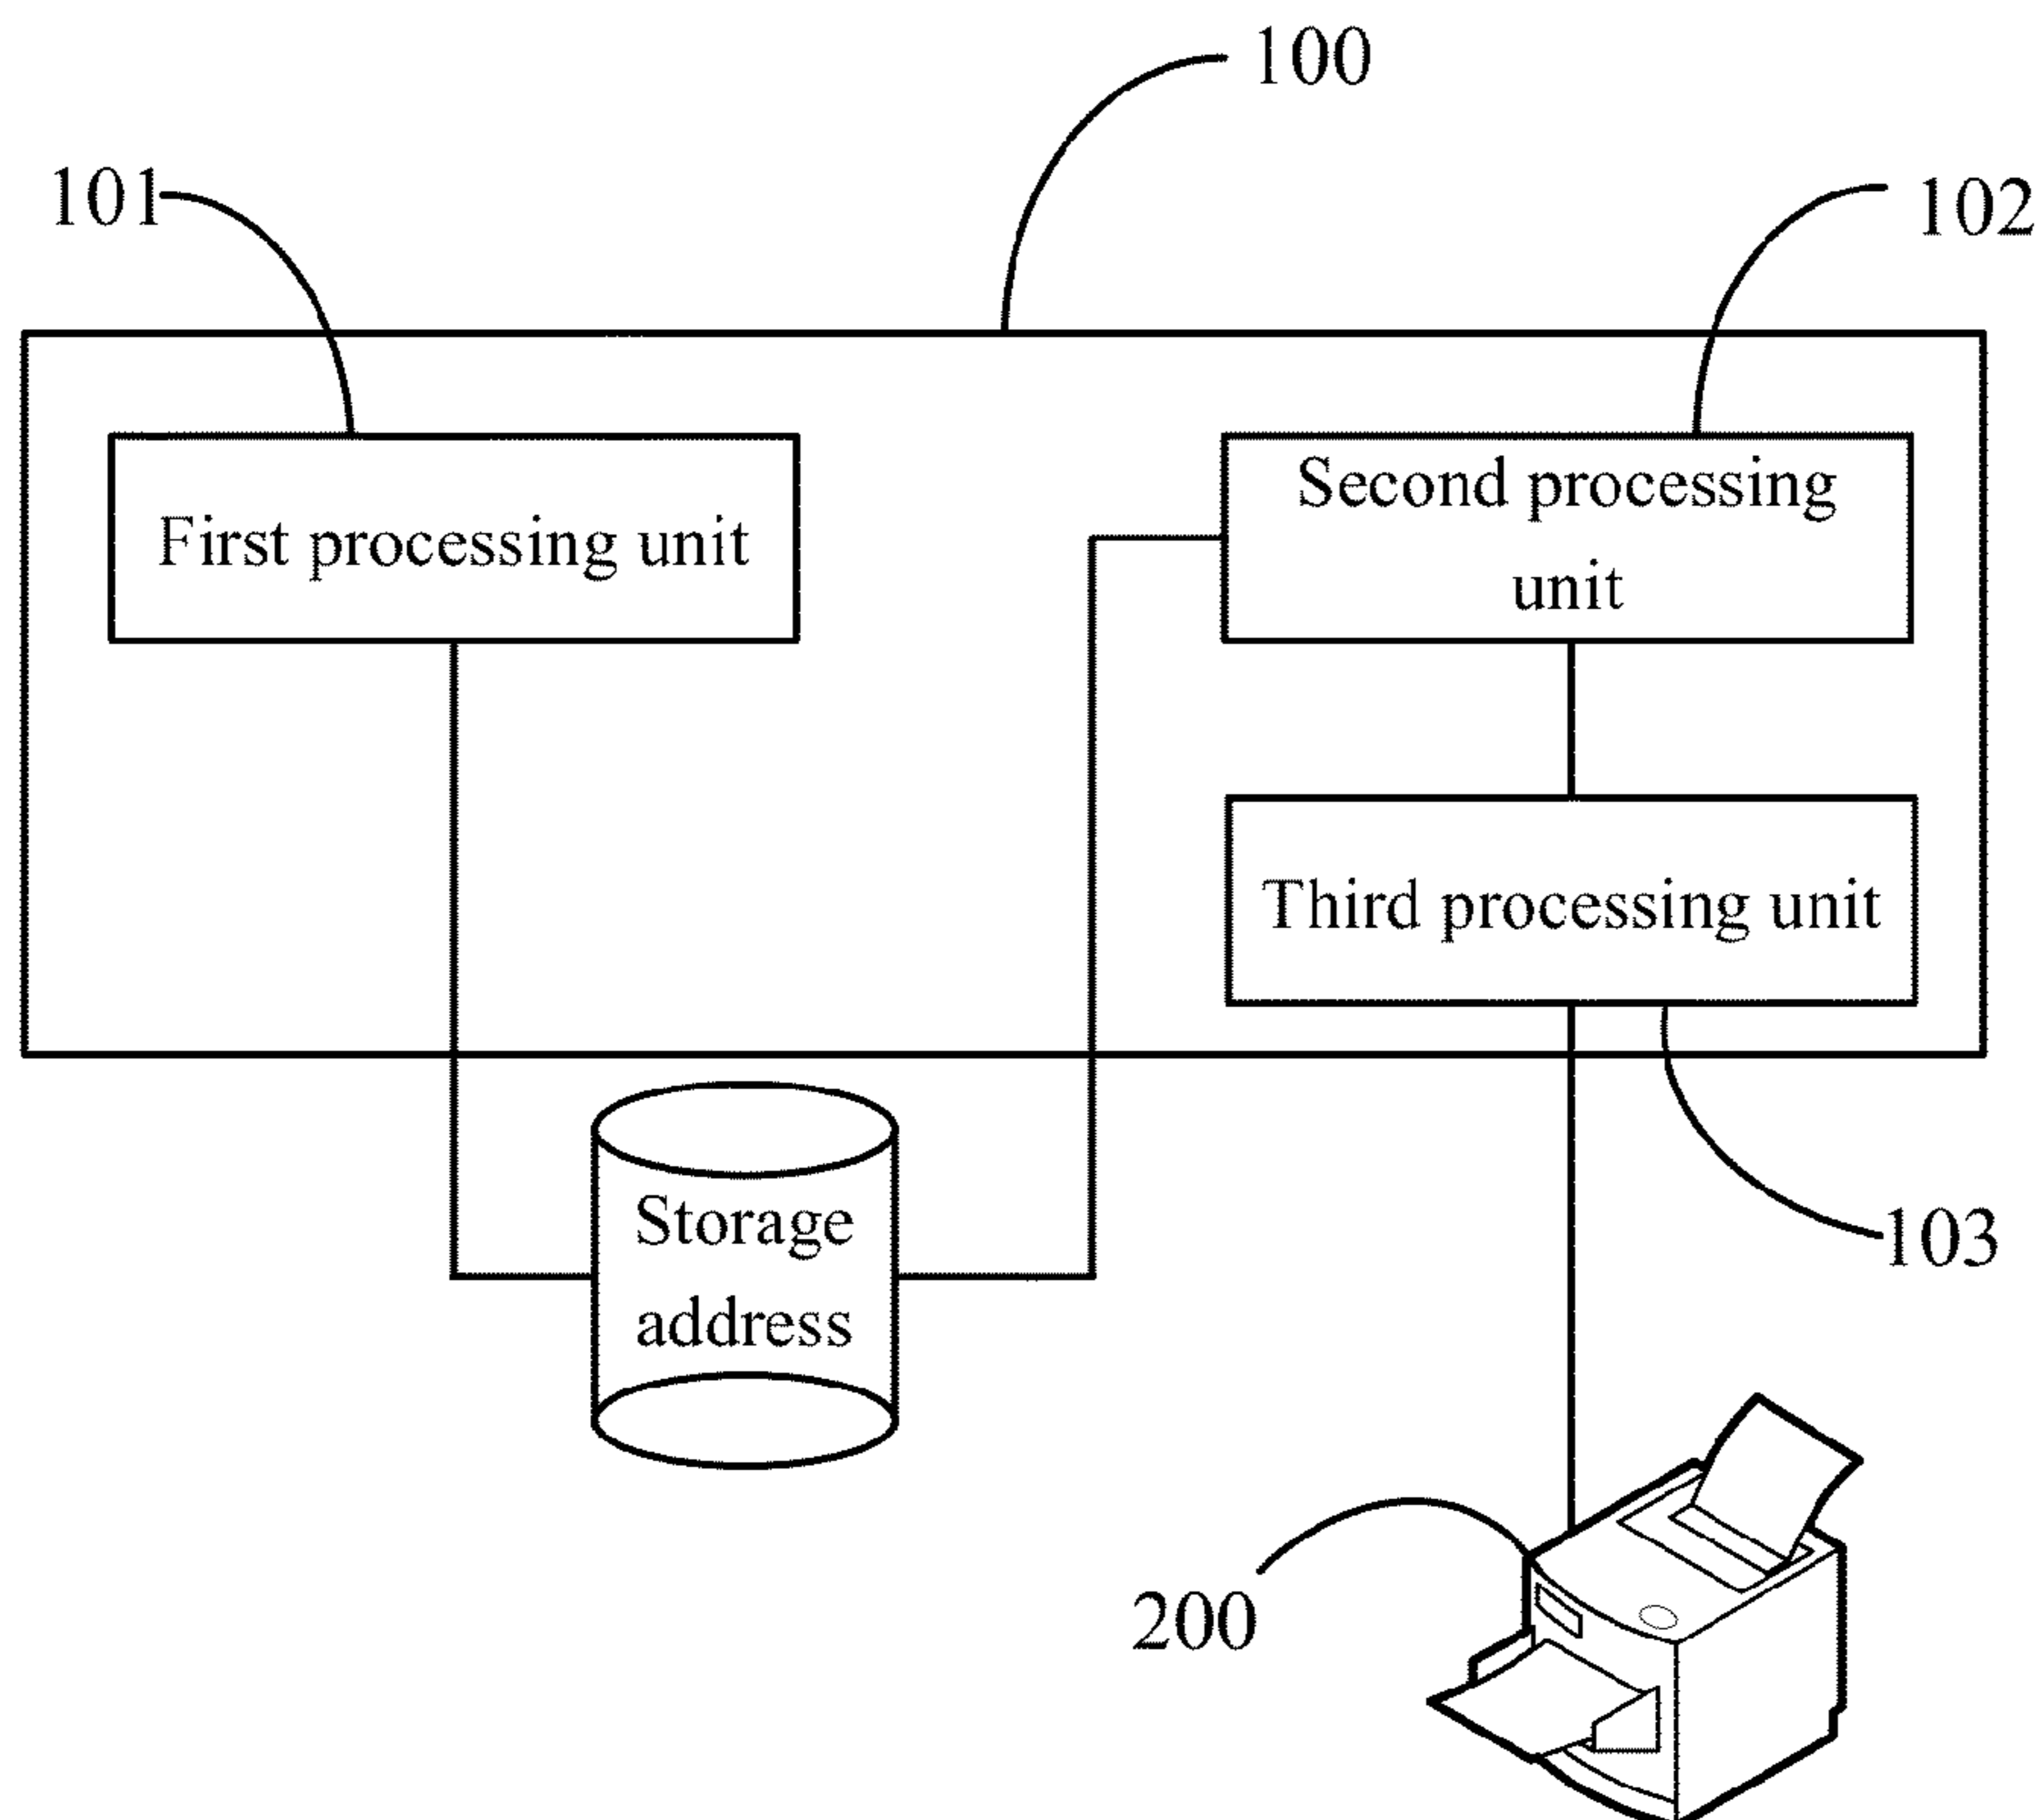 100
101
102
First processing unit
Second processing
unit
Third processing unit
Storage
address
103
200